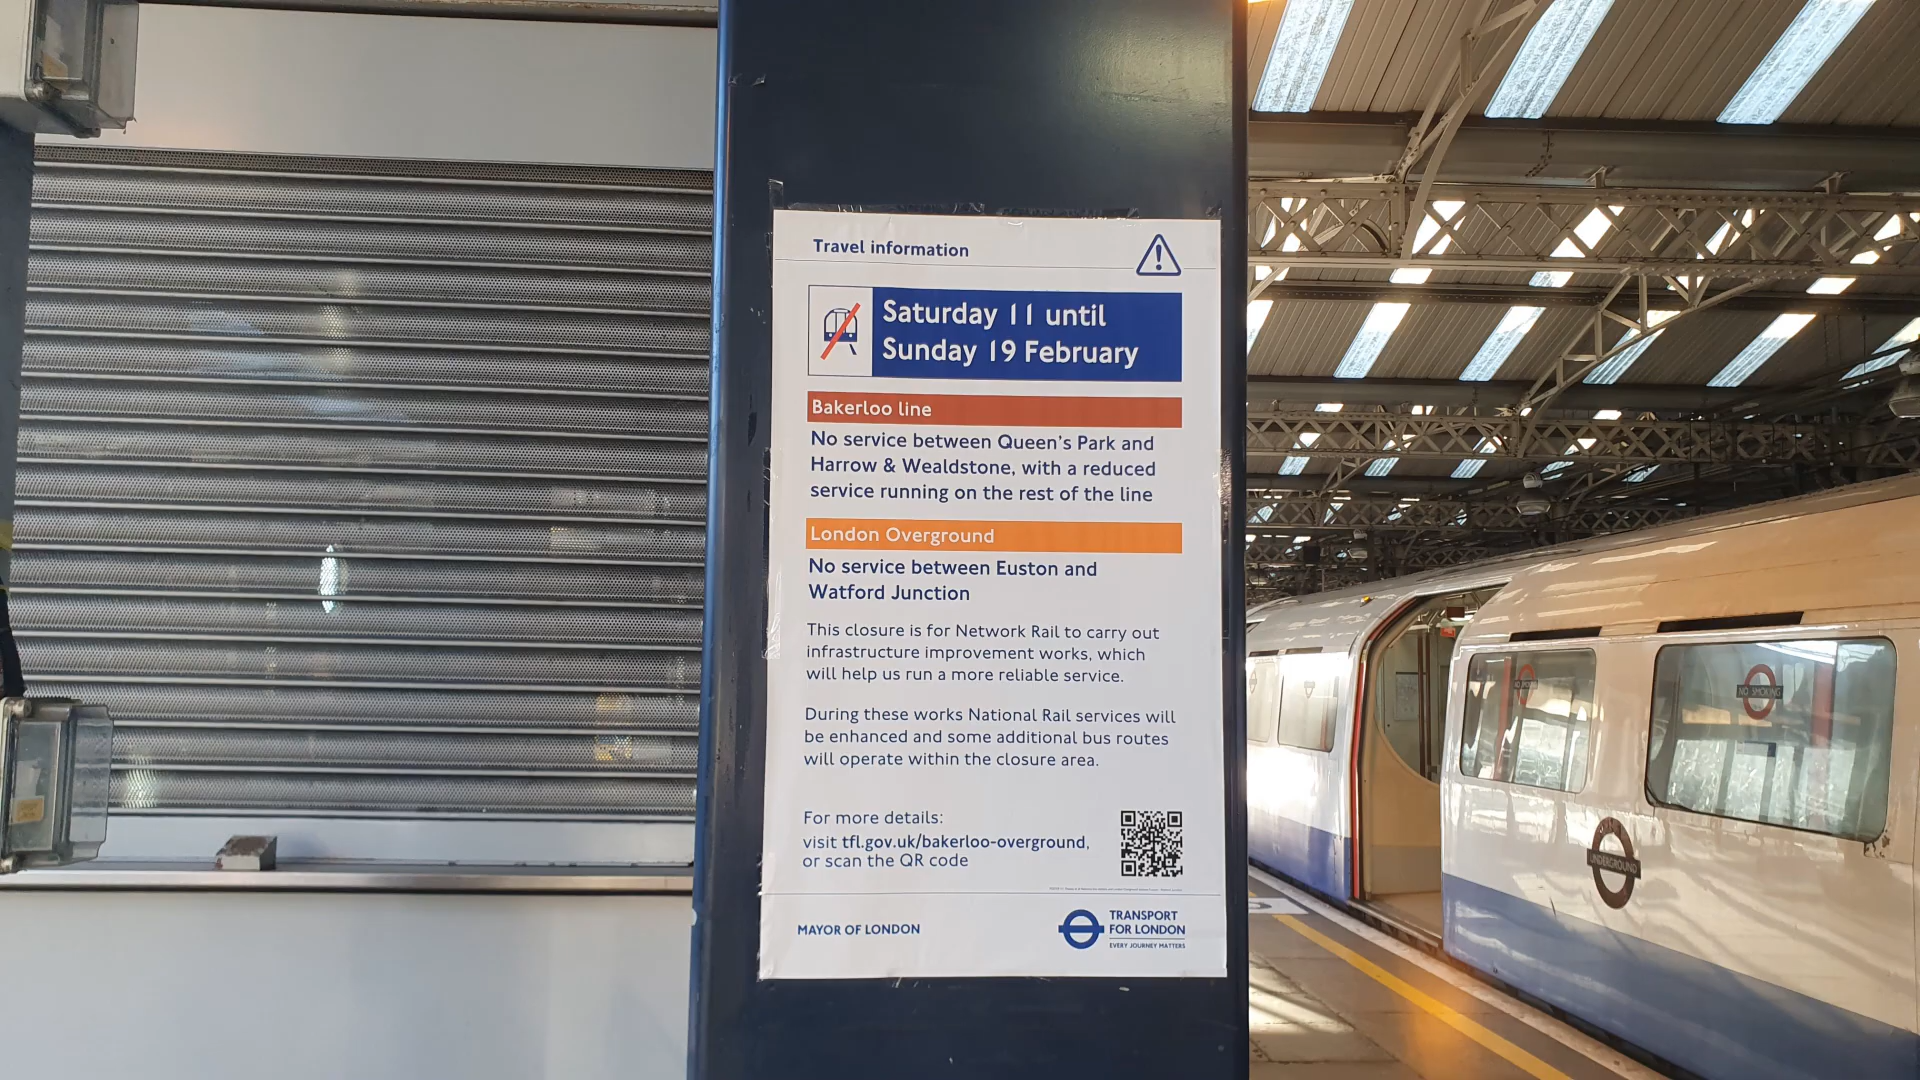 Travel information
Saturday 11 until
Sunday 19 February
Bakerloo line
No service between Queen's Park and
Harrow & Wealdstone, with a reduced
service running on the rest of the line
London Overground
No service between Euston and
Watford Junction
This closure is for Network Rail to carry out
infrastructure improvement works, which
will help us run a more reliable service.
During these works National Rail services will
be enhanced and some additional bus routes
will operate within the closure area.
For more details:
visit tfl.gov.uk/bakerloo-overground,
or scan the QR code
MAYOR OF LONDON
TRANSPORT
FOR LONDON
EVERY JOURNEY MATTERS
NO SMOKING
UNDERGROUND